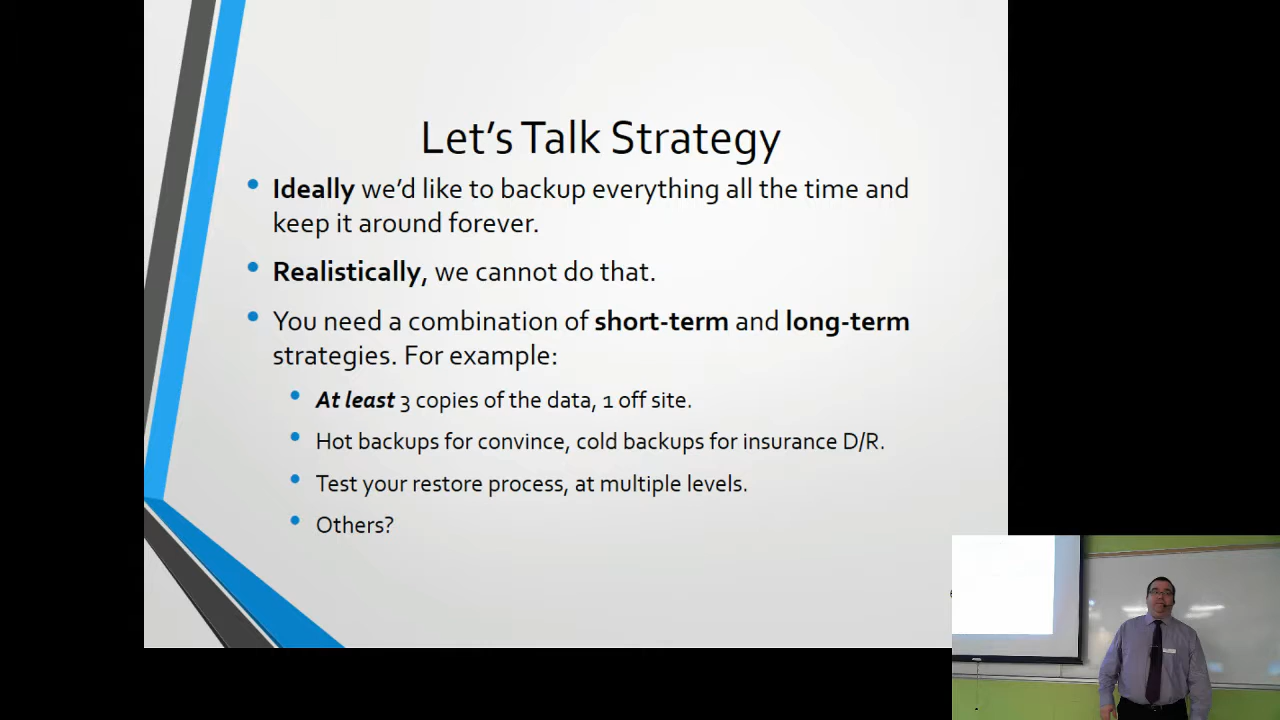 Let's Talk Strategy
Ideally we'd like to backup everything all the time and
keep it around forever.
Realistically, we cannot do that.
You need a combination of short-term and long-term
strategies. For example:
At least 3 copies of the data, 1 off site.
Hot backups for convince, cold backups for insurance D/R.
Test your restore process, at multiple levels.
Others?